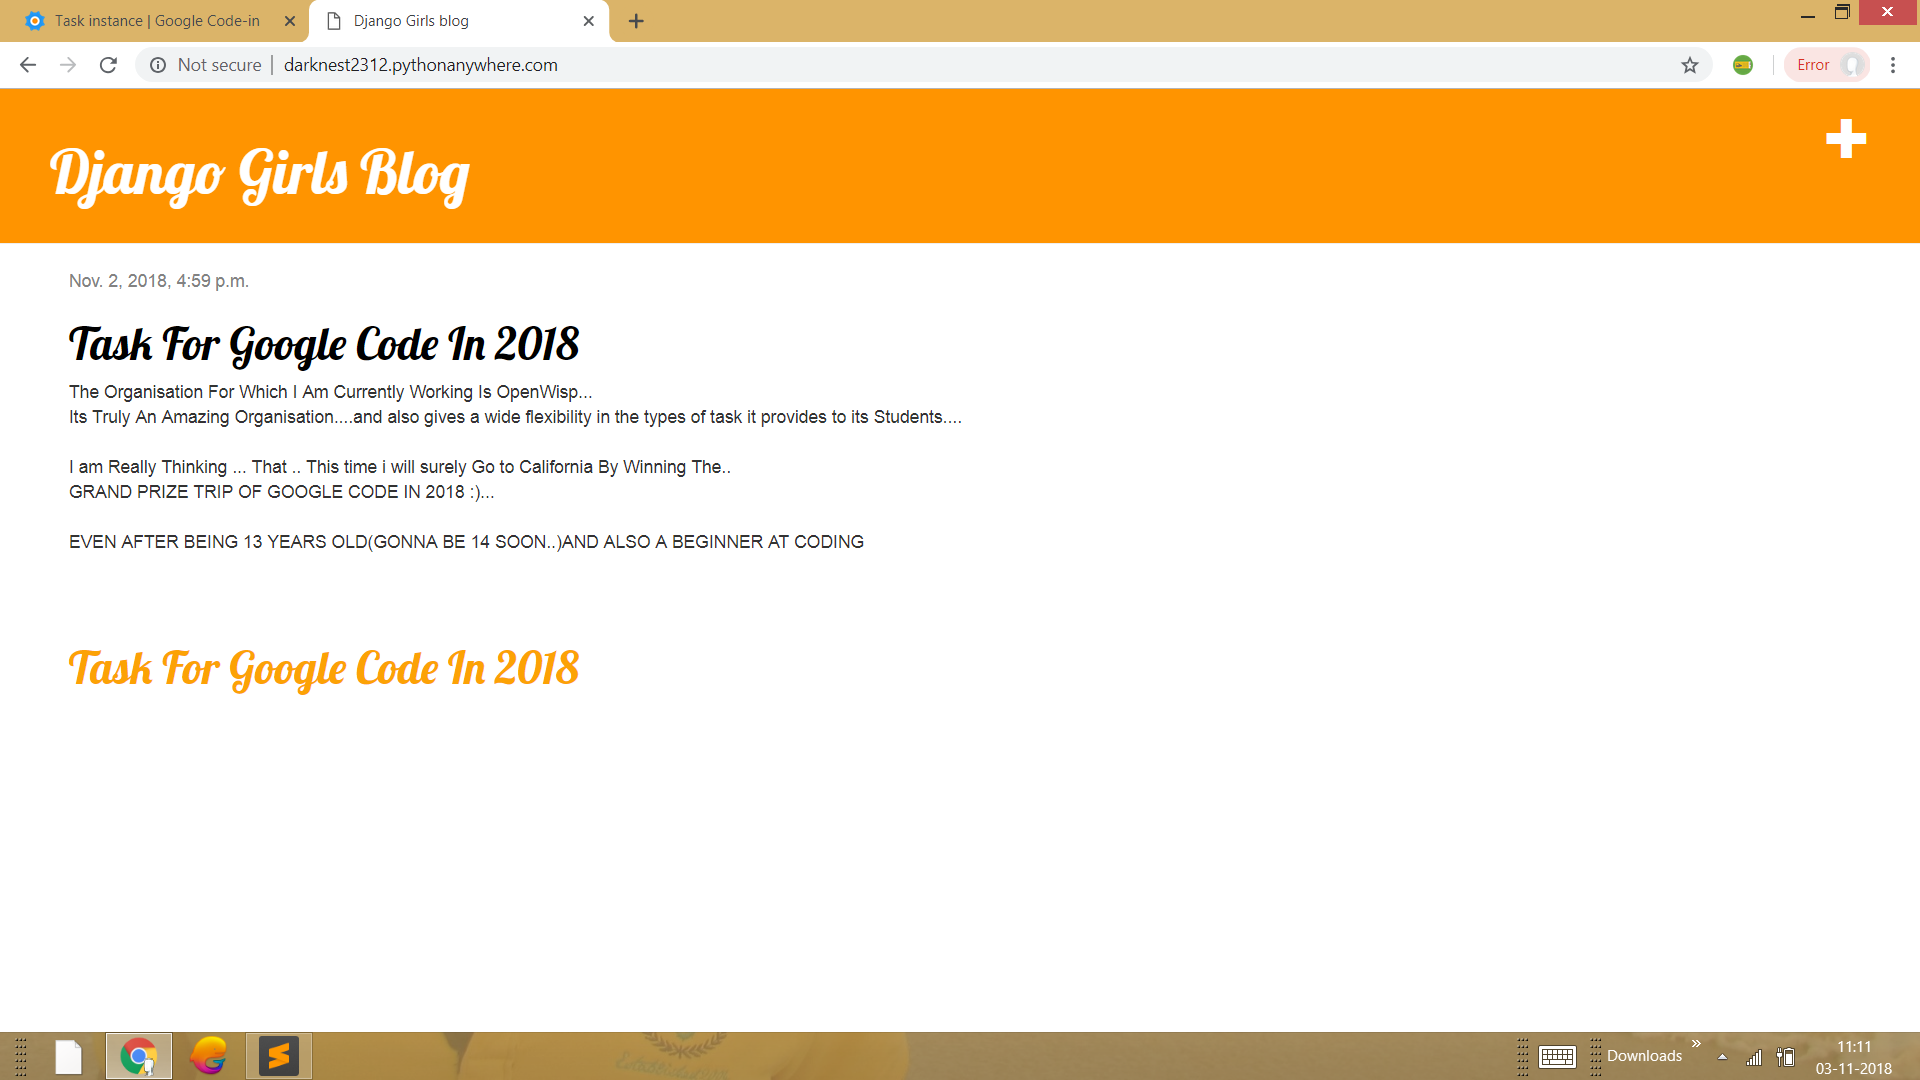 Task instance | Google Code-in
Django Girls blog
Not secure | darknest2312.pythonanywhere.com
Error
Django Girls Blog
Nov. 2, 2018, 4:59 p.m.
Task For Google Code In 2018
The Organisation For Which I Am Currently Working Is OpenWisp...
Its Truly An Amazing Organisation....and also gives a wide flexibility in the types of task it provides to its Students....
I am Really Thinking ... That .. This time i will surely Go to California By Winning The..
GRAND PRIZE TRIP OF GOOGLE CODE IN 2018 :)...
EVEN AFTER BEING 13 YEARS OLD(GONNA BE 14 SOON..)AND ALSO A BEGINNER AT CODING
Task For Google Code In 2018
Downloads
11:11
03-11-2018